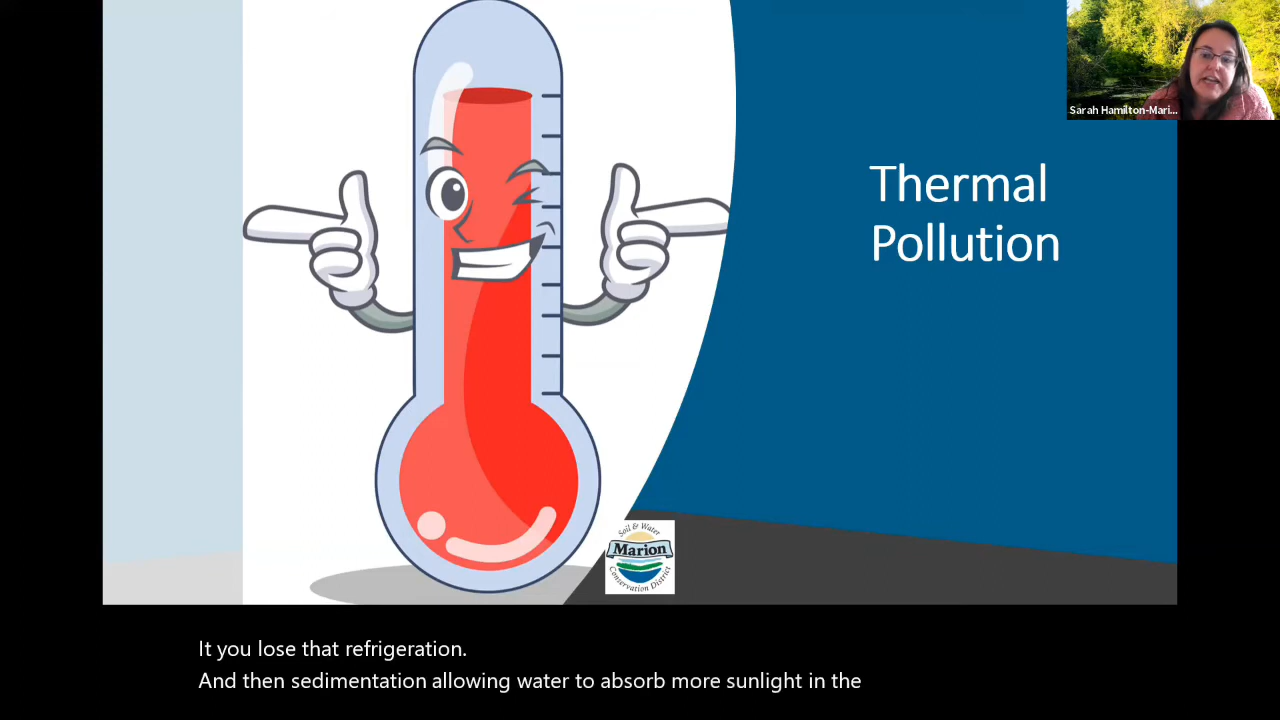 Sarah Hamilton-Mari...
Thermal
Pollution
Soil & Water
Marion
Conservation District
It you lose that refrigeration.
And then sedimentation allowing water to absorb more sunlight in the